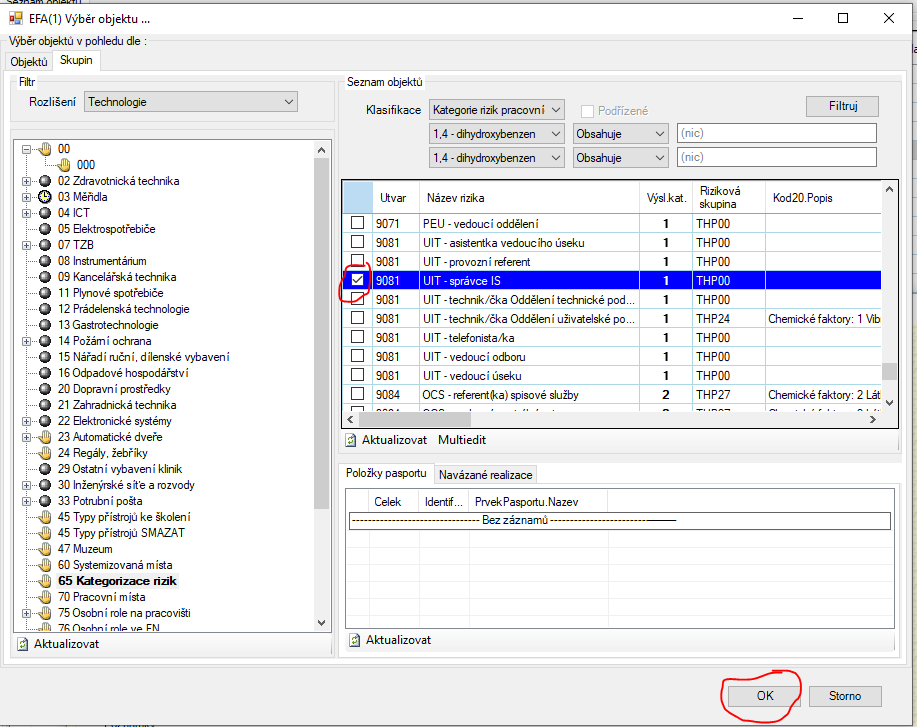 EFA(1) Výběr objektu ...
Výběr objektů v pohledu dle :
Objektů
Skupin
Filtr
Rozlišení
Technologie
00
000
02 Zdravotnická technika
03 Měřidla
04 ICT
05 Elektrospotřebiče
07 TZB
08 Instrumentárium
09 Kancelářská technika
11 Plynové spotřebiče
12 Prádelenská technologie
13 Gastrotechnologie
14 Požární ochrana
15 Nářadí ruční, dílenské vybavení
16 Odpadové hospodářství
20 Dopravní prostředky
21 Zahradnická technika
22 Elektronické systémy
23 Automatické dveře
24 Regály, žebříky
29 Ostatní vybavení klinik
30 Inženýrské síťe a rozvody
33 Potrubní pošta
45 Typy přístrojů ke školení
45 Typy přístrojů SMAZAT
47 Muzeum
60 Systemizovaná místa
65 Kategorizace rizik
70 Pracovní místa
75 Osobní role na pracovišti
76 Osobní role ve FN
Aktualizovat
Seznam objektů
Klasifikace
Kategorie rizik pracovní
Podřízené
Filtruj
1,4 - dihydroxybenzen
Obsahuje
(nic)
1,4 - dihydroxybenzen
Obsahuje
(nic)
Utvar Název rizika Výsl.kat. Riziková skupina Kod20.Popis
9071 PEU - vedoucí oddělení 1 THP00
9081 UIT - asistentka vedoucího úseku 1 THP00
9081 UIT - provozní referent 1 THP00
9081 UIT - správce IS 1 THP00
9081 UIT - technik/čka Oddělení technické pod... 1 THP00
9081 UIT - technik/čka Oddělení uživatelské po... 1 THP24 Chemické faktory: 1 Vib
9081 UIT - telefonista/ka 1 THP00
9081 UIT - vedoucí odboru 1 THP00
9081 UIT - vedoucí úseku 1 THP00
9084 OCS - referent(ka) spisové služby 2 THP27 Chemické faktory: 2 Lát
Aktualizovat Multiedit
Položky pasportu
Navázané realizace
Celek Identif... PrvekPasportu.Nazev
-------------------------------- Bez záznamů --------------------------------
Aktualizovat
OK
Storno